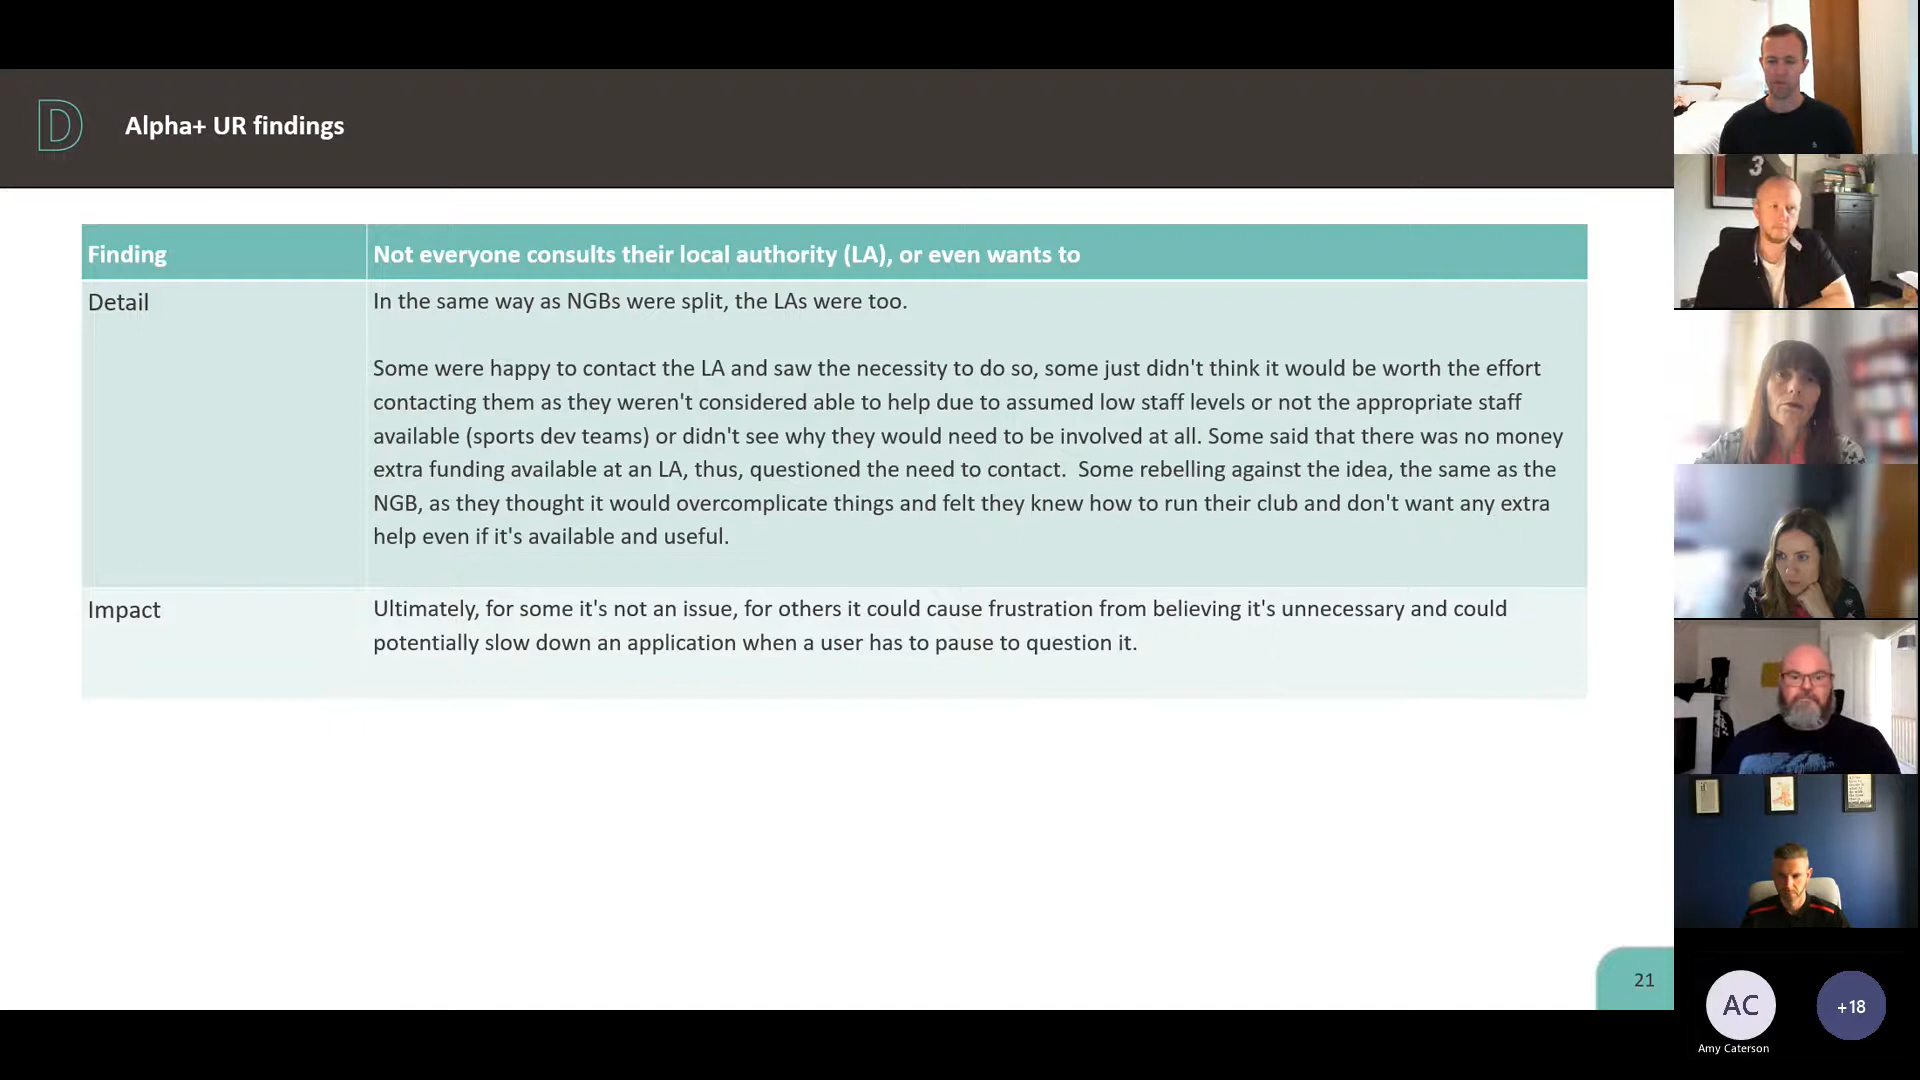 D
Alpha+ UR findings
Finding
Not everyone consults their local authority (LA), or even wants to
Detail
In the same way as NGBs were split, the LAs were too.
Some were happy to contact the LA and saw the necessity to do so, some just didn't think it would be worth the effort
contacting them as they weren't considered able to help due to assumed low staff levels or not the appropriate staff
available (sports dev teams) or didn't see why they would need to be involved at all. Some said that there was no money
extra funding available at an LA, thus, questioned the need to contact.  Some rebelling against the idea, the same as the
NGB, as they thought it would overcomplicate things and felt they knew how to run their club and don't want any extra
help even if it's available and useful.
Impact
Ultimately, for some it's not an issue, for others it could cause frustration from believing it's unnecessary and could
potentially slow down an application when a user has to pause to question it.
21
3
if
AC
+18
Amy Caterson